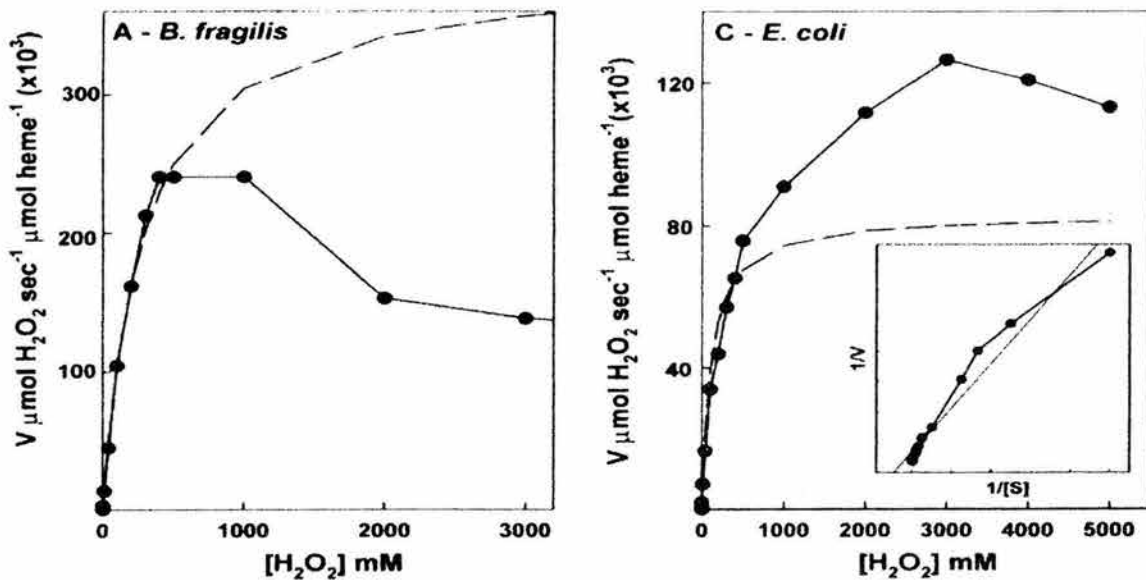 A - B. fragilis
V µmol H₂O₂ sec⁻¹ µmol heme⁻¹ (x10³)
300
200
100
0
1000
2000
3000
[H₂O₂] mM
C - E. coli
V µmol H₂O₂ sec⁻¹ µmol heme⁻¹ (x10³)
120
80
40
1/V
1/[S]
0
1000
2000
3000
4000
5000
[H₂O₂] mM